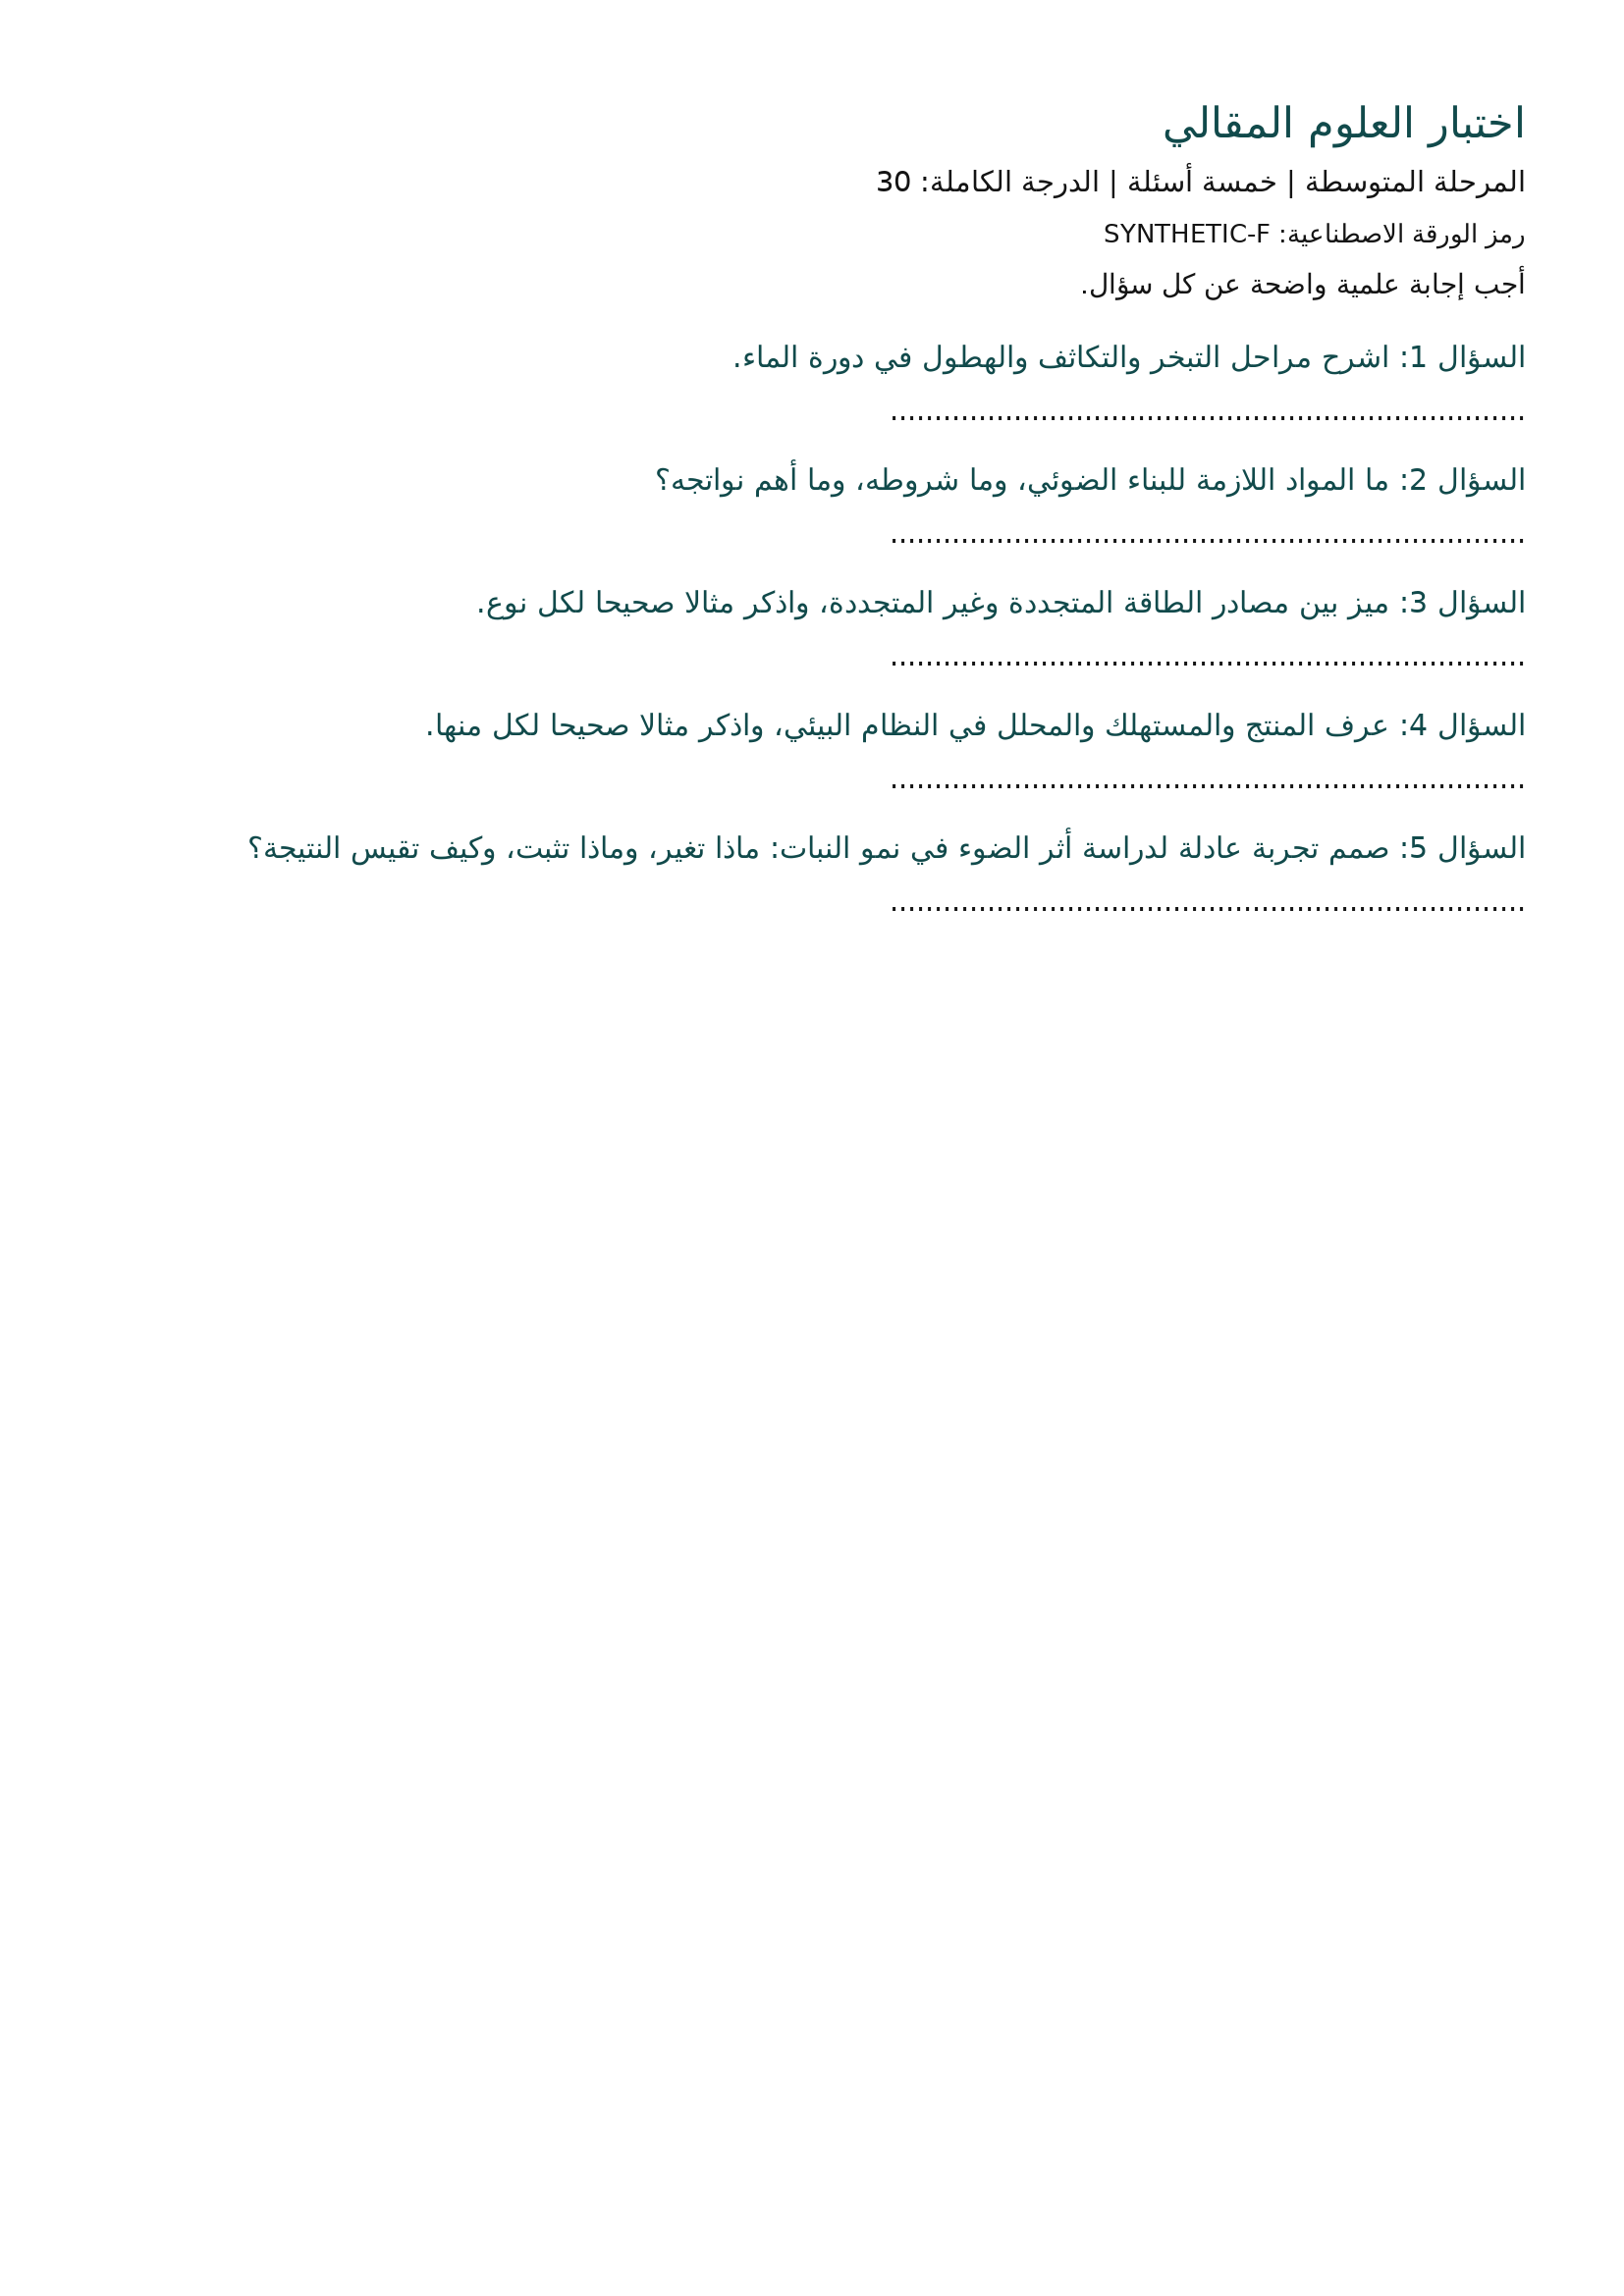 اختبار العلوم المقالي
المرحلة المتوسطة | خمسة أسئلة | الدرجة الكاملة: 30
رمز الورقة الاصطناعية: SYNTHETIC-F
أجب إجابة علمية واضحة عن كل سؤال.
السؤال 1: اشرح مراحل التبخر والتكاثف والهطول في دورة الماء.
........................................................................
السؤال 2: ما المواد اللازمة للبناء الضوئي، وما شروطه، وما أهم نواتجه؟
........................................................................
السؤال 3: ميز بين مصادر الطاقة المتجددة وغير المتجددة، واذكر مثالا صحيحا لكل نوع.
........................................................................
السؤال 4: عرف المنتج والمستهلك والمحلل في النظام البيئي، واذكر مثالا صحيحا لكل منها.
........................................................................
السؤال 5: صمم تجربة عادلة لدراسة أثر الضوء في نمو النبات: ماذا تغير، وماذا تثبت، وكيف تقيس النتيجة؟
........................................................................